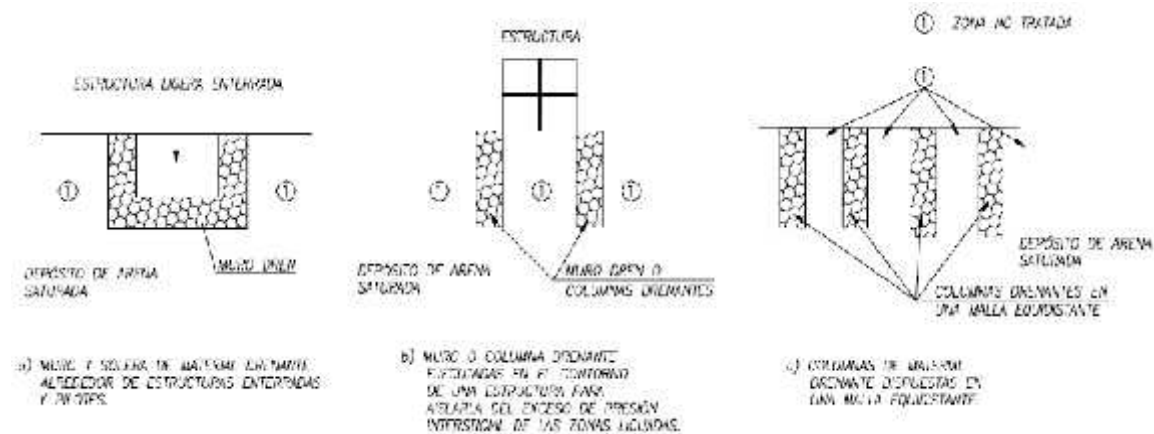 ① ZONA NO TRATADA
ESTRUCTURA
ESTRUCTURA LIGERA ENTERRADA
①
① ① ① ① ①
DEPÓSITO DE ARENA
SATURADA
MURO DREN
DEPÓSITO DE ARENA
SATURADA
MURO DREN O
COLUMNAS DRENANTES
DEPÓSITO DE ARENA
SATURADA
COLUMNAS DRENANTES EN
UNA MALLA EQUIDISTANTE
a) MURO Y SOLERA DE MATERIAL DRENANTE
ALREDEDOR DE ESTRUCTURAS ENTERRADAS
Y PILOTES.
b) MURO O COLUMNA DRENANTE
EJECUTADAS EN EL CONTORNO
DE UNA ESTRUCTURA PARA
AISLARLA DEL EXCESO DE PRESIÓN
INTERSTICIAL DE LAS ZONAS LICUADAS.
c) COLUMNAS DE MATERIAL
DRENANTE DISPUESTAS EN
UNA MALLA EQUIDISTANTE